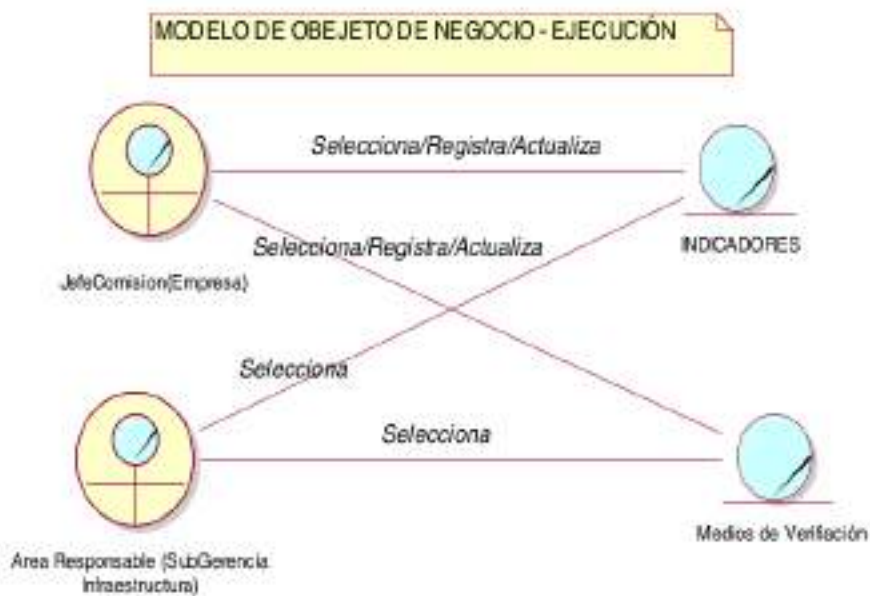 MODELO DE OBEJETO DE NEGOCIO - EJECUCIÓN
Selecciona/Registra/Actualiza
Selecciona/Registra/Actualiza
INDICADORES
JefeComision(Empresa)
Selecciona
Selecciona
Medios de Verifiación
Area Responsable (SubGerencia
Infraestructura)